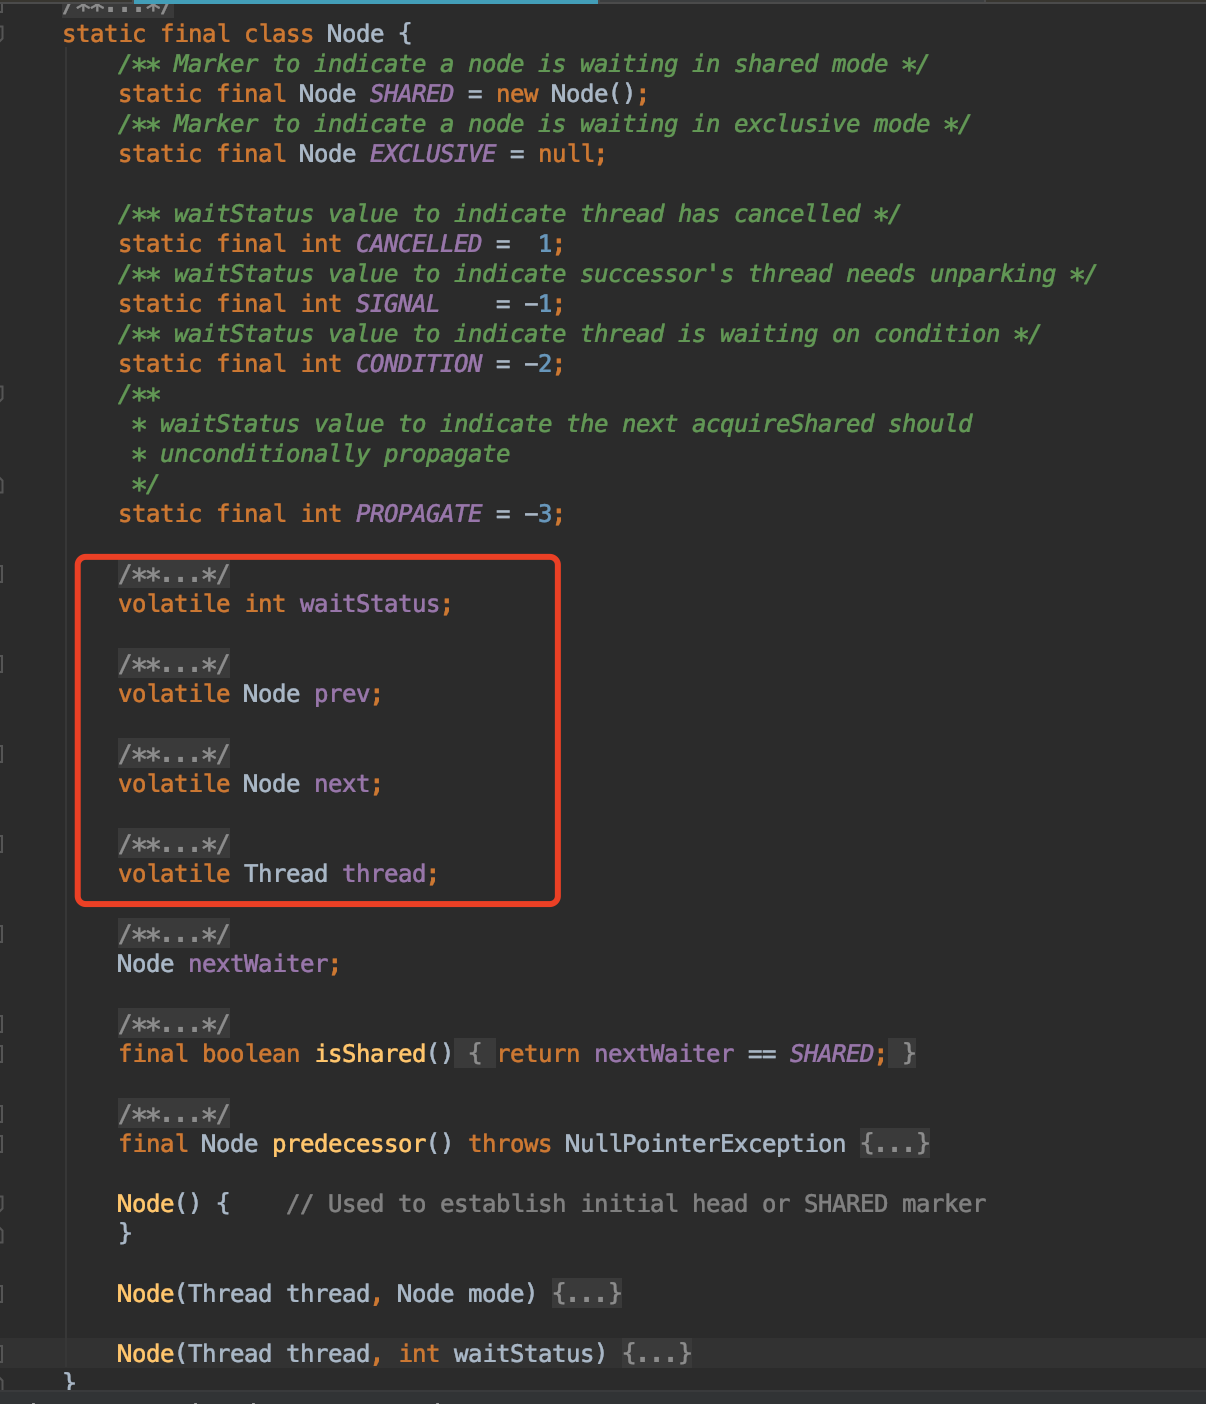 /**...*/
static final class Node {
/** Marker to indicate a node is waiting in shared mode */
static final Node SHARED = new Node();
/** Marker to indicate a node is waiting in exclusive mode */
static final Node EXCLUSIVE = null;
/** waitStatus value to indicate thread has cancelled */
static final int CANCELLED =  1;
/** waitStatus value to indicate successor's thread needs unparking */
static final int SIGNAL    = -1;
/** waitStatus value to indicate thread is waiting on condition */
static final int CONDITION = -2;
/**
* waitStatus value to indicate the next acquireShared should
* unconditionally propagate
*/
static final int PROPAGATE = -3;
/**...*/
volatile int waitStatus;
/**...*/
volatile Node prev;
/**...*/
volatile Node next;
/**...*/
volatile Thread thread;
/**...*/
Node nextWaiter;
/**...*/
final boolean isShared() { return nextWaiter == SHARED; }
/**...*/
final Node predecessor() throws NullPointerException {...}
Node() {    // Used to establish initial head or SHARED marker
}
Node(Thread thread, Node mode) {...}
Node(Thread thread, int waitStatus) {...}
}